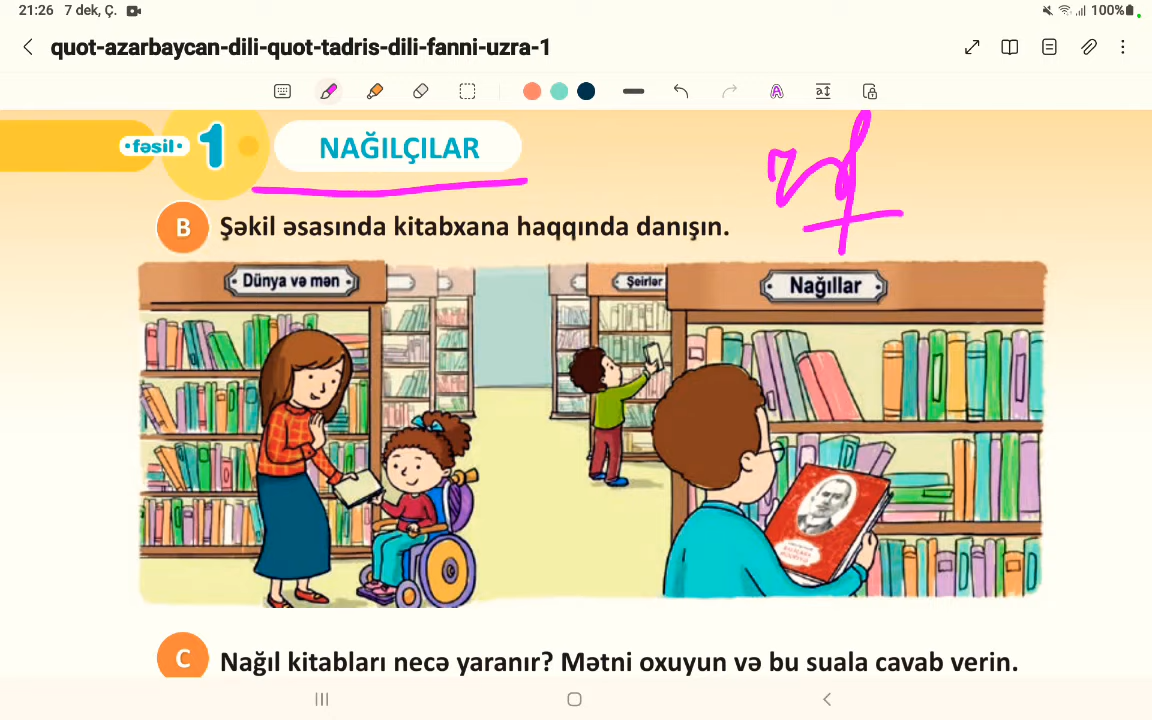 21:26 7 dek, Ç. 100%
quot-azarbaycan-dili-quot-tadris-dili-fanni-uzra-1
•fəsil• 1 NAĞILÇILAR
B Şəkil əsasında kitabxana haqqında danışın.
Dünya və mən
Şeirlər
Nağıllar
C Nağıl kitabları necə yaranır? Mətni oxuyun və bu suala cavab verin.